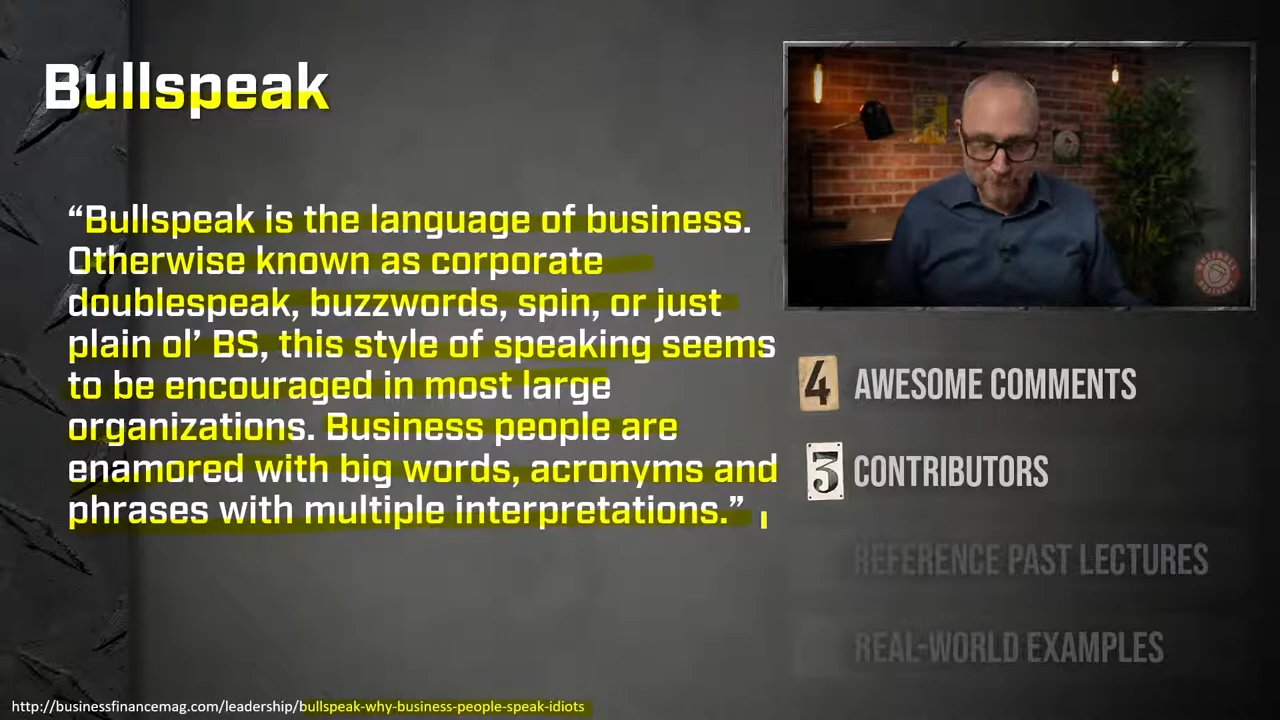 Bullspeak
“Bullspeak is the language of business.
Otherwise known as corporate
doublespeak, buzzwords, spin, or just
plain ol’ BS, this style of speaking seems
to be encouraged in most large
organizations. Business people are
enamored with big words, acronyms and
phrases with multiple interpretations.”
4 AWESOME COMMENTS
3 CONTRIBUTORS
REFERENCE PAST LECTURES
REAL-WORLD EXAMPLES
http://businessfinancemag.com/leadership/bullspeak-why-business-people-speak-idiots